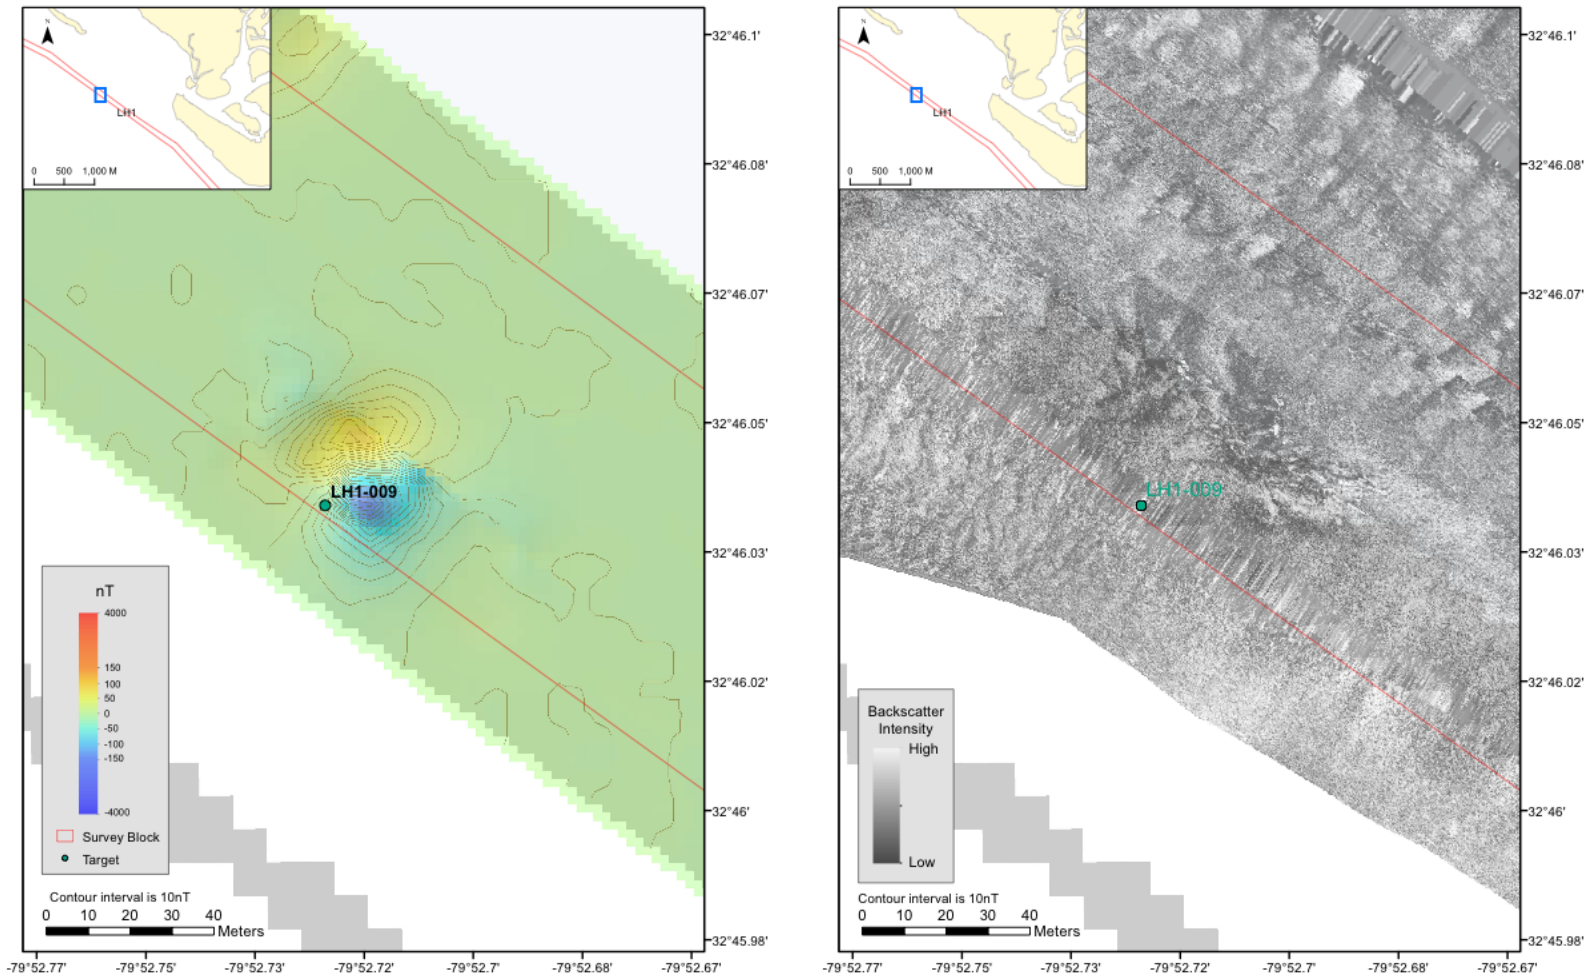 N
LH1
0 500 1,000 M
LH1-009
nT
4000
150
100
50
0
-50
-100
-150
-4000
Survey Block
Target
Contour interval is 10nT
0 10 20 30 40
Meters
32°46.1'
32°46.08'
32°46.07'
32°46.05'
32°46.03'
32°46.02'
32°46'
32°45.98'
-79°52.77' -79°52.75' -79°52.73' -79°52.72' -79°52.7' -79°52.68' -79°52.67'
N
LH1
0 500 1,000 M
LH1-009
Backscatter
Intensity
High
Low
Contour interval is 10nT
0 10 20 30 40
Meters
32°46.1'
32°46.08'
32°46.07'
32°46.05'
32°46.03'
32°46.02'
32°46'
32°45.98'
-79°52.77' -79°52.75' -79°52.73' -79°52.72' -79°52.7' -79°52.68' -79°52.67'